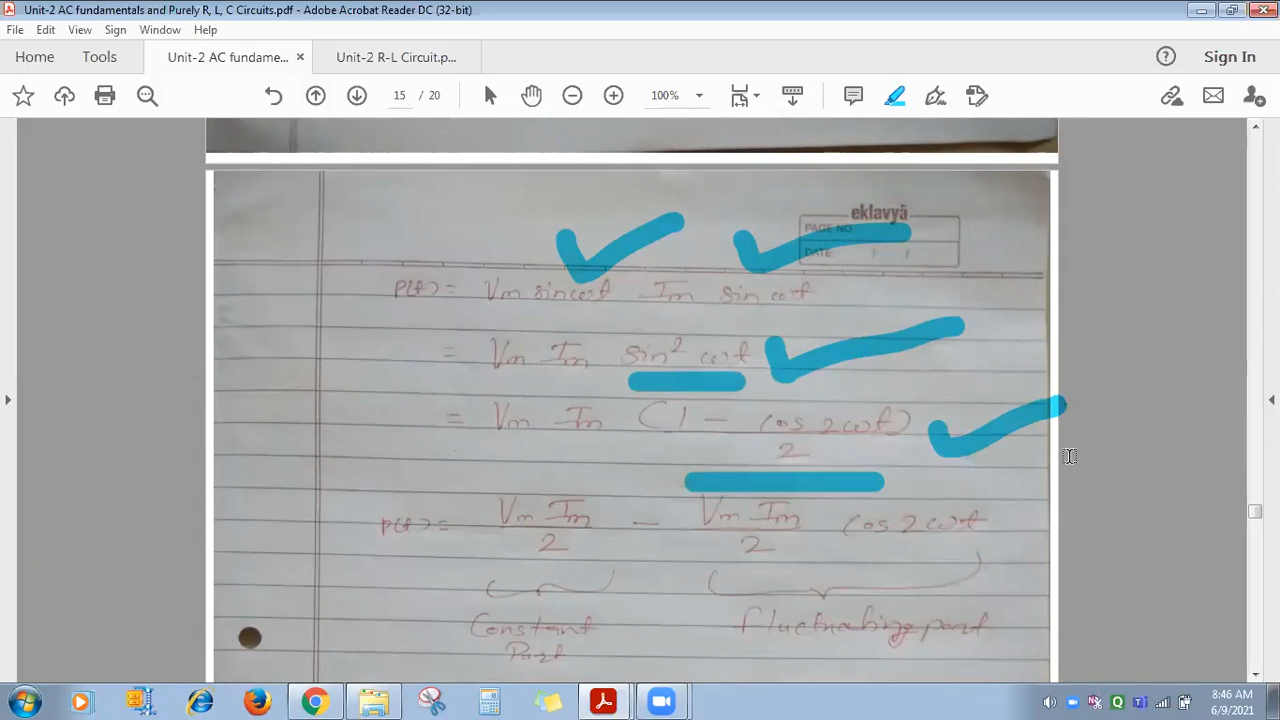 Unit-2 AC fundamentals and Purely R, L, C Circuits.pdf - Adobe Acrobat Reader DC (32-bit)
File Edit View Sign Window Help
Home Tools Unit-2 AC fundame... × Unit-2 R-L Circuit.p... Sign In
15 / 20 100%
eklavyā
PAGE NO.
DATE: / /
P(t) = Vm sinωt Im sin ωt
= Vm Im sin² ωt
= Vm Im (1 - cos 2ωt)
2
P(t) = Vm Im - Vm Im cos 2ωt
2 2
Constant fluctuating part
Part
8:46 AM
6/9/2021